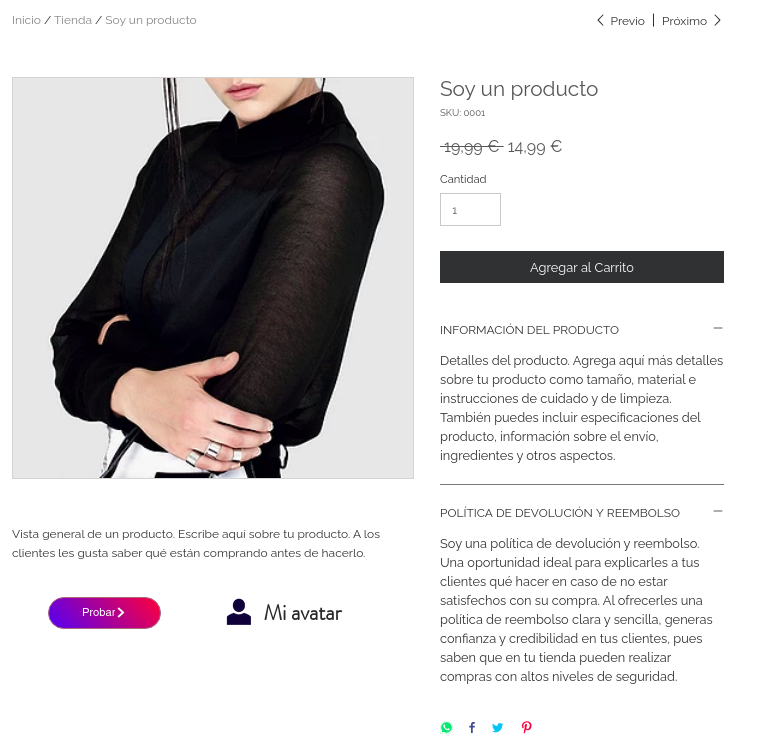 Inicio / Tienda / Soy un producto
Previo | Próximo
Soy un producto
SKU: 0001
19,99 € 14,99 €
Cantidad
1
Agregar al Carrito
INFORMACIÓN DEL PRODUCTO
Detalles del producto. Agrega aquí más detalles
sobre tu producto como tamaño, material e
instrucciones de cuidado y de limpieza.
También puedes incluir especificaciones del
producto, información sobre el envío,
ingredientes y otros aspectos.
POLÍTICA DE DEVOLUCIÓN Y REEMBOLSO
Soy una política de devolución y reembolso.
Una oportunidad ideal para explicarles a tus
clientes qué hacer en caso de no estar
satisfechos con su compra. Al ofrecerles una
política de reembolso clara y sencilla, generas
confianza y credibilidad en tus clientes, pues
saben que en tu tienda pueden realizar
compras con altos niveles de seguridad.
Vista general de un producto. Escribe aquí sobre tu producto. A los
clientes les gusta saber qué están comprando antes de hacerlo.
Probar
Mi avatar